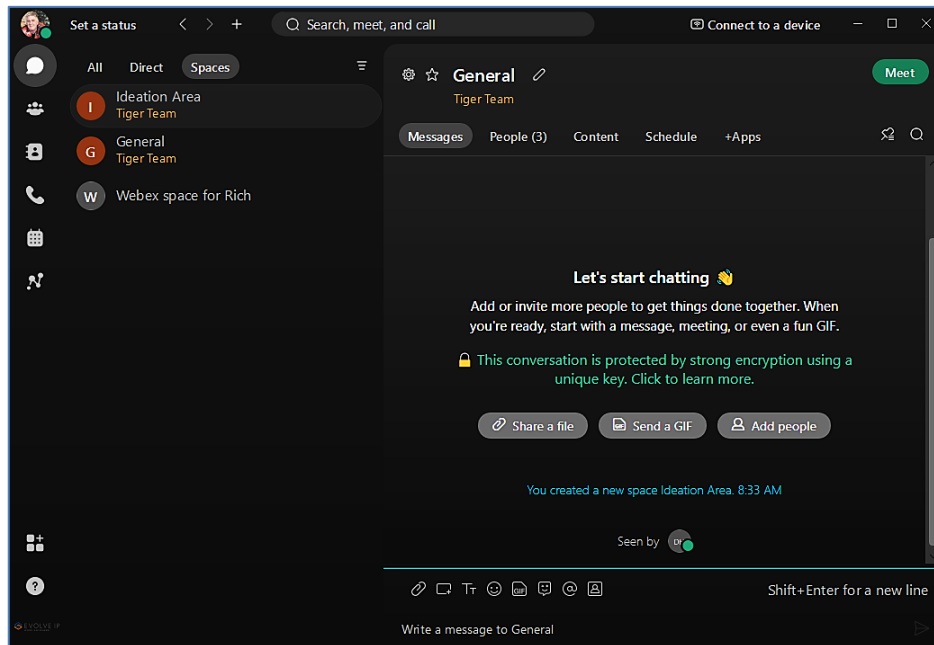 Set a status
Search, meet, and call
Connect to a device
All Direct Spaces
I
Ideation Area
Tiger Team
G
General
Tiger Team
W
Webex space for Rich
General
Tiger Team
Meet
Messages People (3) Content Schedule +Apps
Let's start chatting 👋
Add or invite more people to get things done together. When
you're ready, start with a message, meeting, or even a fun GIF.
This conversation is protected by strong encryption using a
unique key. Click to learn more.
Share a file Send a GIF Add people
You created a new space Ideation Area. 8:33 AM
Seen by
Shift+Enter for a new line
Write a message to General
EVOLVE IP